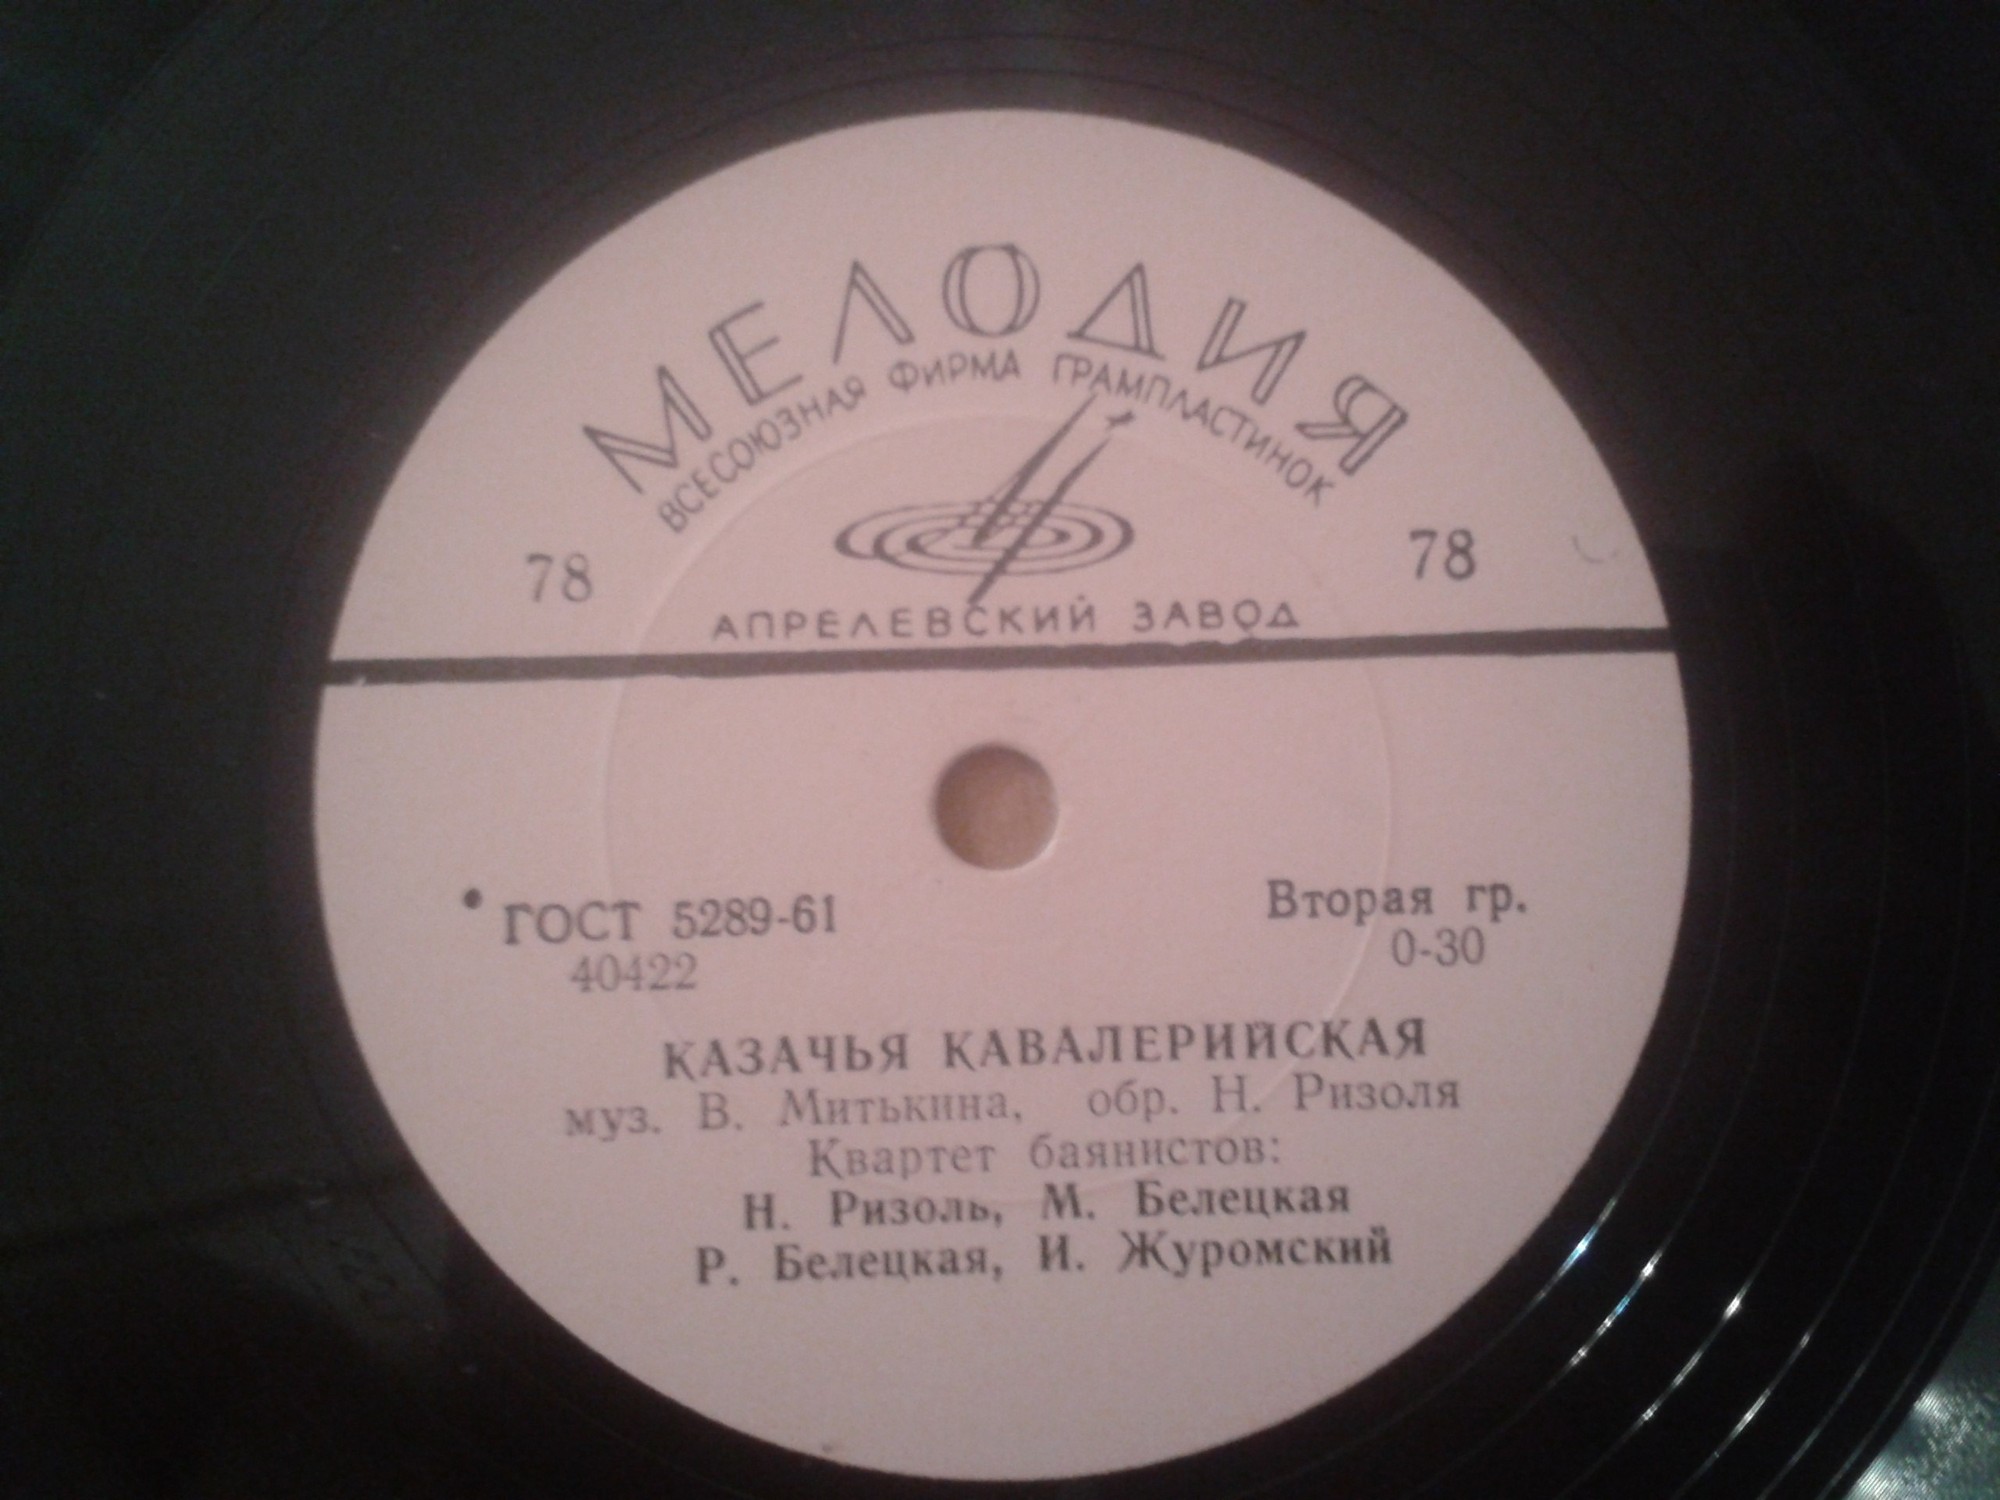 МЕЛОДИЯ
ВСЕСОЮЗНАЯ ФИРМА ГРАМПЛАСТИНОК
78 78
АПРЕЛЕВСКИЙ ЗАВОД
ГОСТ 5289-61 Вторая гр.
40422 0-30
КАЗАЧЬЯ КАВАЛЕРИЙСКАЯ
муз. В. Митькина, обр. Н. Ризоля
Квартет баянистов:
Н. Ризоль, М. Белецкая
Р. Белецкая, И. Журомский